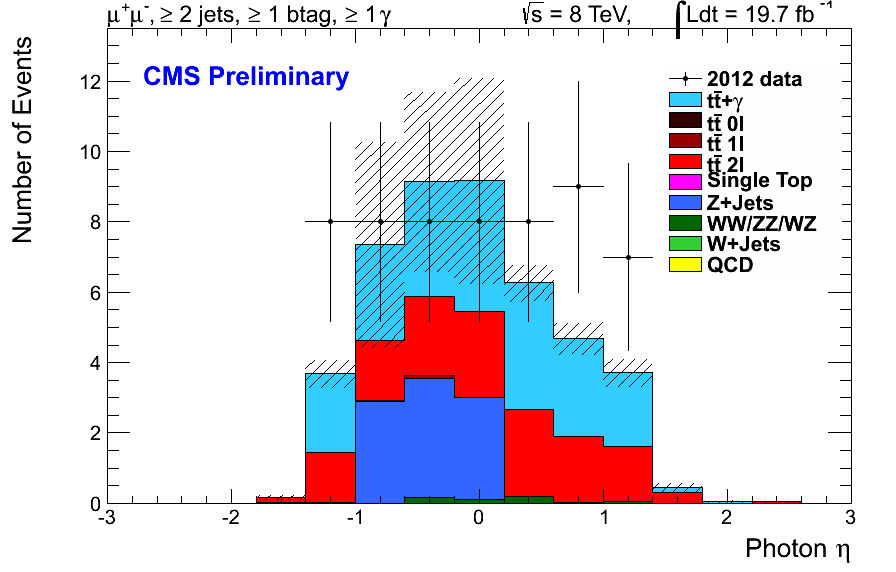 μ⁺μ⁻, ≥ 2 jets, ≥ 1 btag, ≥ 1 γ
√s = 8 TeV, ∫Ldt = 19.7 fb⁻¹
Number of Events
CMS Preliminary
2012 data
tt̄+γ
tt̄ 0l
tt̄ 1l
tt̄ 2l
Single Top
Z+Jets
WW/ZZ/WZ
W+Jets
QCD
12
10
8
6
4
2
0
-3 -2 -1 0 1 2 3
Photon η